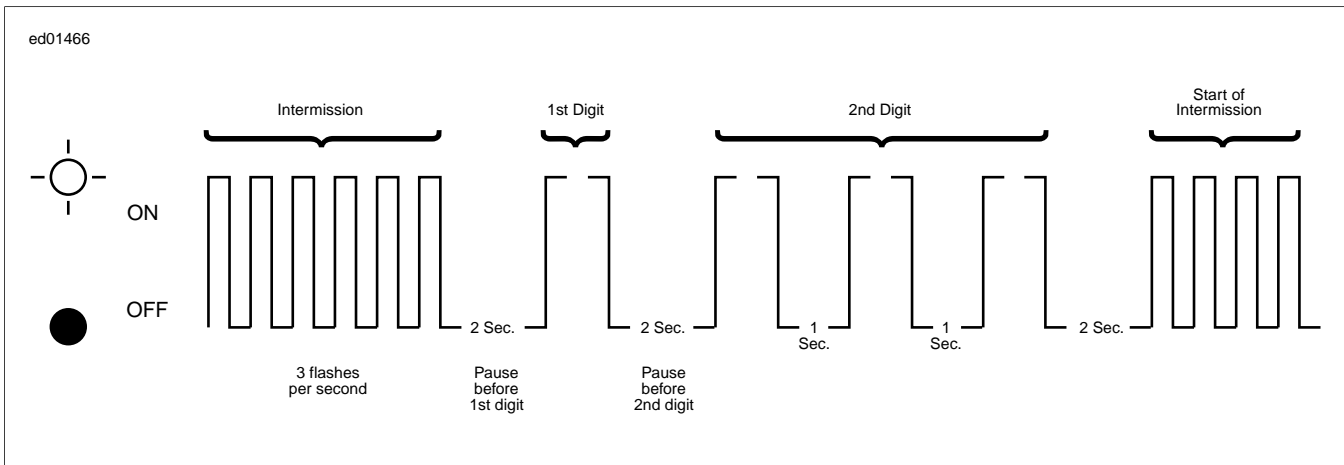 ed01466
Intermission
1st Digit
2nd Digit
Start of
Intermission
ON
OFF
2 Sec.
2 Sec.
1
Sec.
1
Sec.
2 Sec.
3 flashes
per second
Pause
before
1st digit
Pause
before
2nd digit